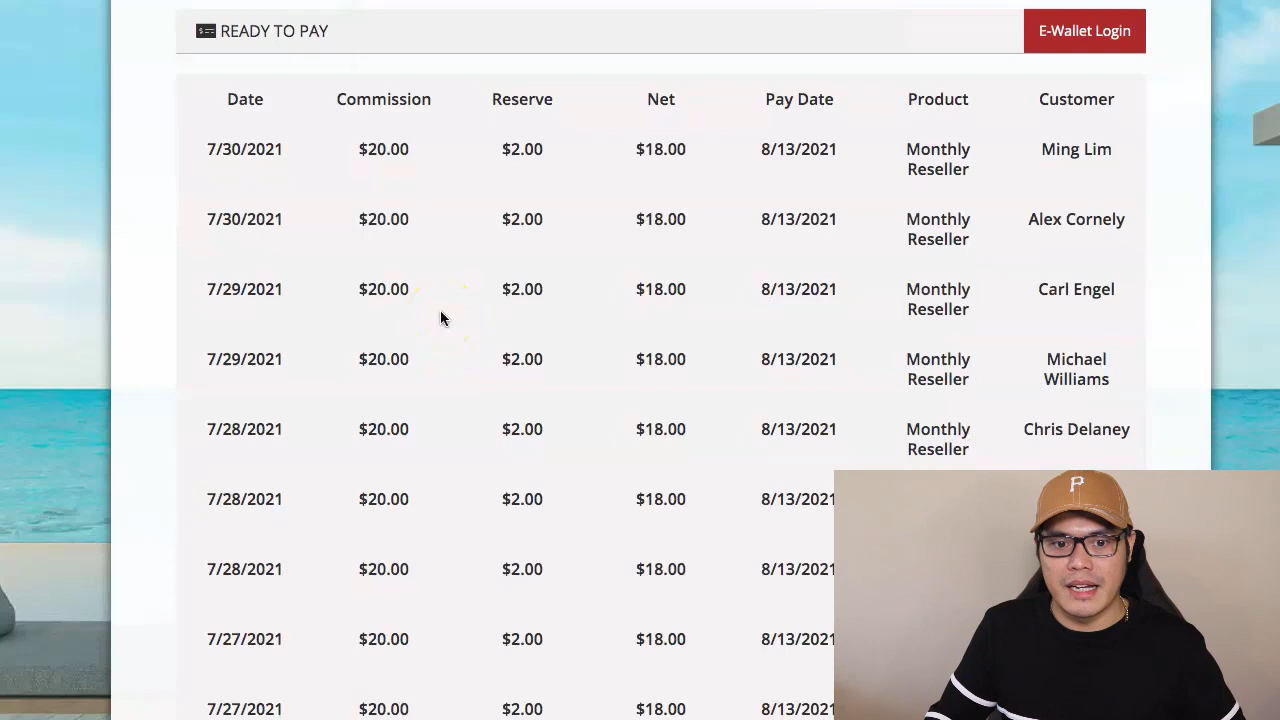 READY TO PAY E-Wallet Login
Date Commission Reserve Net Pay Date Product Customer
7/30/2021 $20.00 $2.00 $18.00 8/13/2021 Monthly Ming Lim
Reseller
7/30/2021 $20.00 $2.00 $18.00 8/13/2021 Monthly Alex Cornely
Reseller
7/29/2021 $20.00 $2.00 $18.00 8/13/2021 Monthly Carl Engel
Reseller
7/29/2021 $20.00 $2.00 $18.00 8/13/2021 Monthly Michael
Reseller Williams
7/28/2021 $20.00 $2.00 $18.00 8/13/2021 Monthly Chris Delaney
Reseller
7/28/2021 $20.00 $2.00 $18.00 8/13/2021
P
7/28/2021 $20.00 $2.00 $18.00 8/13/2021
7/27/2021 $20.00 $2.00 $18.00 8/13/2021
7/27/2021 $20.00 $2.00 $18.00 8/13/2021